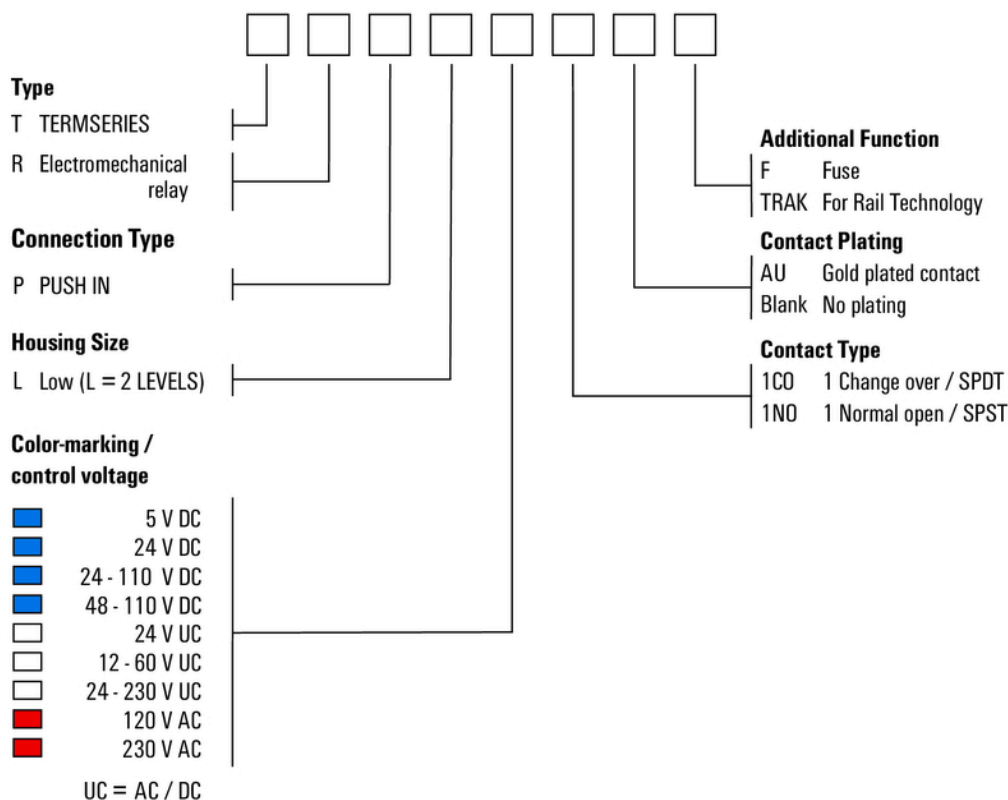 Type
T TERMSERIES
R Electromechanical
relay
Connection Type
P PUSH IN
Housing Size
L Low (L = 2 LEVELS)
Color-marking /
control voltage
5 V DC
24 V DC
24 - 110 V DC
48 - 110 V DC
24 V UC
12 - 60 V UC
24 - 230 V UC
120 V AC
230 V AC
UC = AC / DC
Additional Function
F Fuse
TRAK For Rail Technology
Contact Plating
AU Gold plated contact
Blank No plating
Contact Type
1CO 1 Change over / SPDT
1NO 1 Normal open / SPST